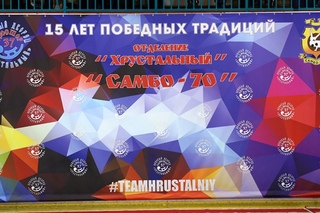 15 ЛЕТ ПОБЕДНЫХ ТРАДИЦИЙ
ОТДЕЛЕНИЕ
"ХРУСТАЛЬНЫЙ"
"САМБО - 70"
#TEAMHRUSTALNIY